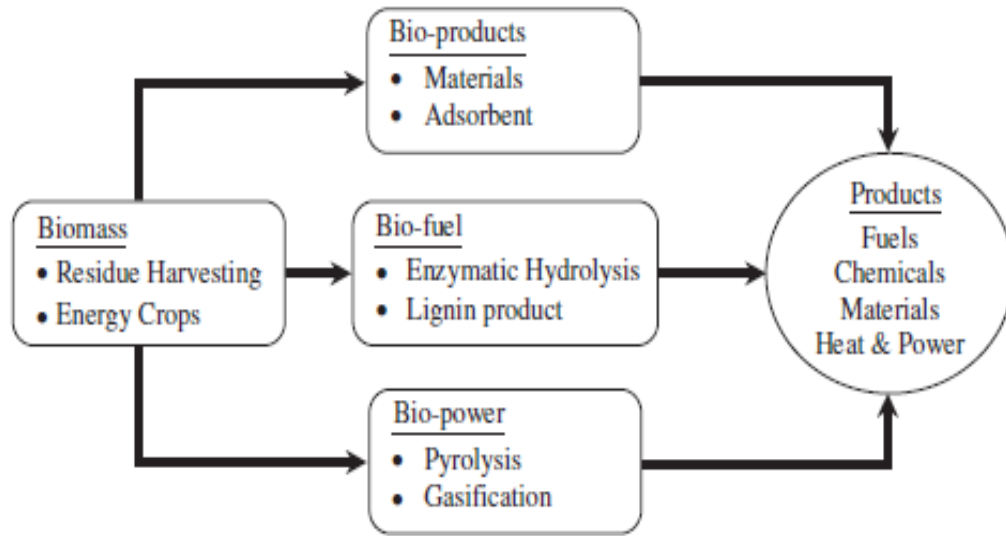 Bio-products
• Materials
• Adsorbent
Biomass
• Residue Harvesting
• Energy Crops
Bio-fuel
• Enzymatic Hydrolysis
• Lignin product
Bio-power
• Pyrolysis
• Gasification
Products
Fuels
Chemicals
Materials
Heat & Power